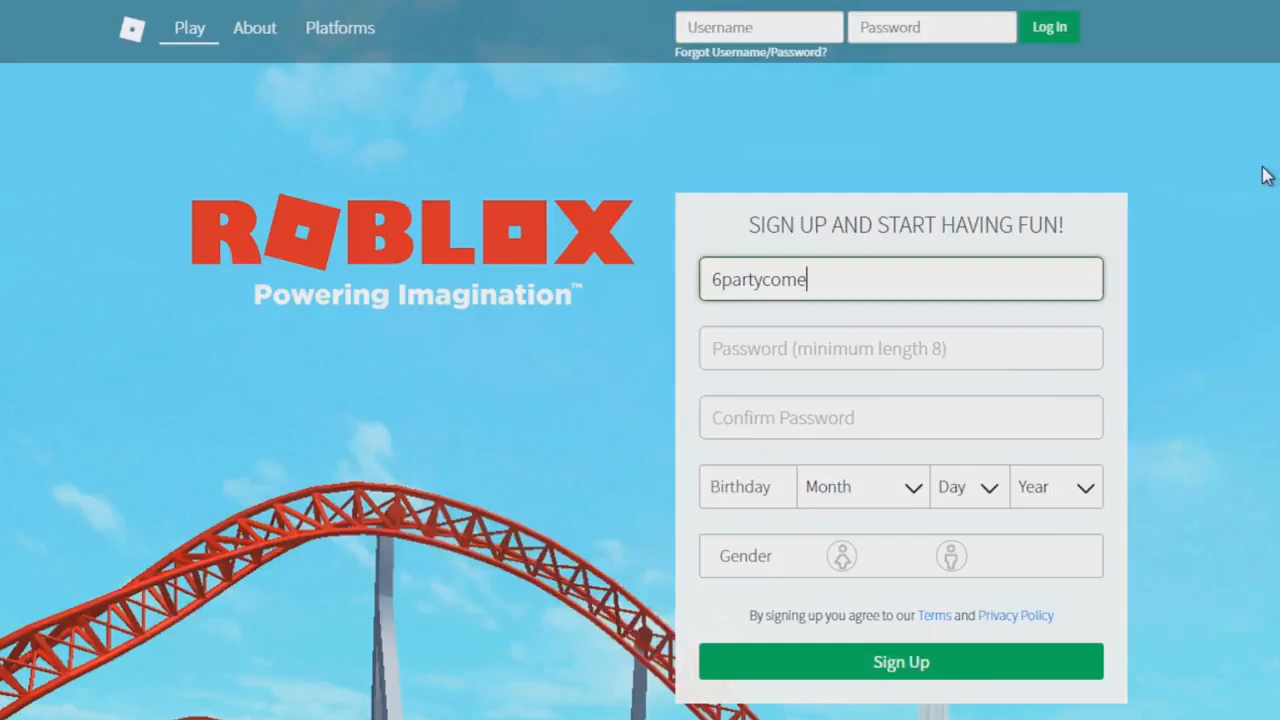 Play About Platforms Username Password Log In
Forgot Username/Password?
ROBLOX
Powering Imagination™
SIGN UP AND START HAVING FUN!
6partycome
Password (minimum length 8)
Confirm Password
Birthday Month Day Year
Gender
By signing up you agree to our Terms and Privacy Policy
Sign Up